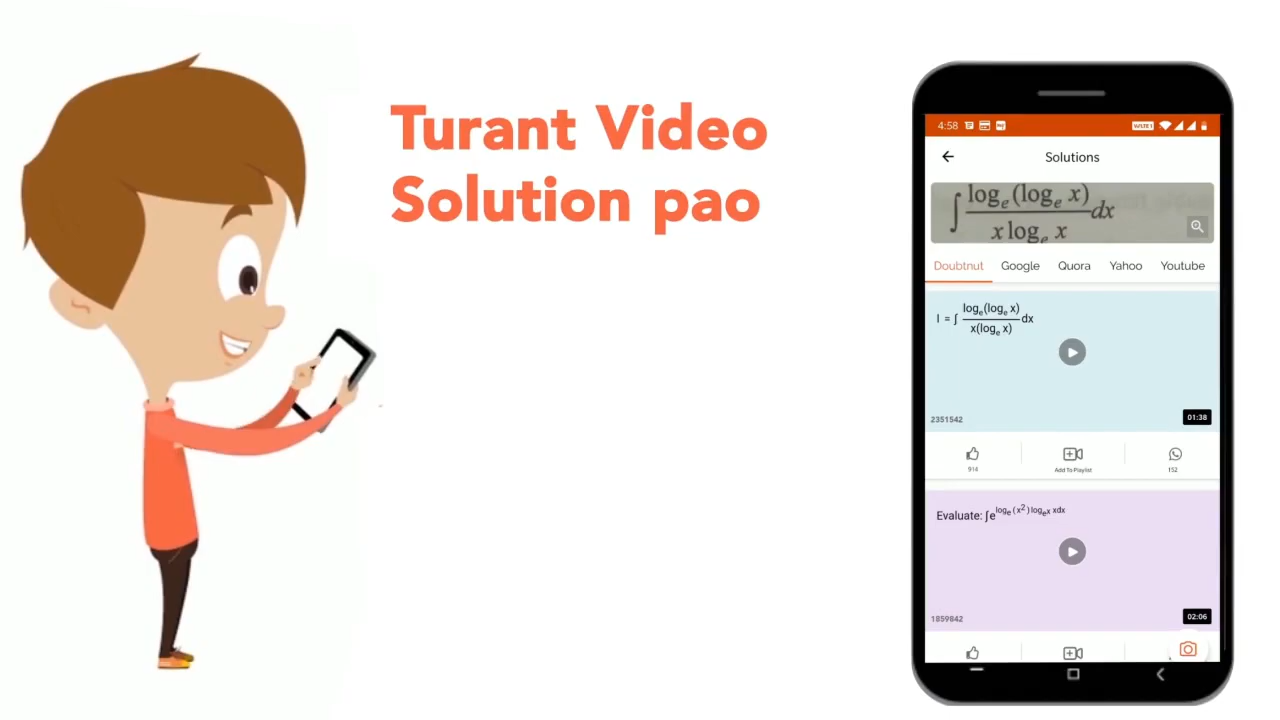 Turant Video
Solution pao
4:58
VoLTE1
Solutions
∫ logₑ(logₑ x) / x logₑ x dx
Doubtnut Google Quora Yahoo Youtube
I = ∫ logₑ(logₑ x) / x(logₑ x) dx
2351542 01:38
914 Add To Playlist 152
Evaluate: ∫e^logₑ(x²)logₑx xdx
1859842 02:06